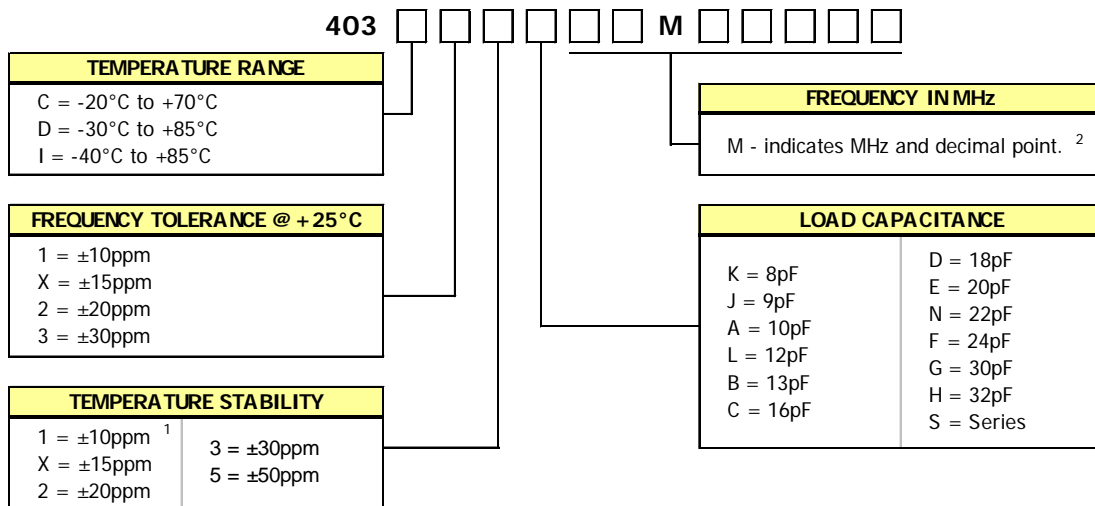 403 M
TEMPERATURE RANGE
C = -20°C to +70°C
D = -30°C to +85°C
I = -40°C to +85°C
FREQUENCY TOLERANCE @ +25°C
1 = ±10ppm
X = ±15ppm
2 = ±20ppm
3 = ±30ppm
TEMPERATURE STABILITY
1 = ±10ppm 1
X = ±15ppm
2 = ±20ppm
3 = ±30ppm
5 = ±50ppm
FREQUENCY IN MHz
M - indicates MHz and decimal point. 2
LOAD CAPACITANCE
K = 8pF
J = 9pF
A = 10pF
L = 12pF
B = 13pF
C = 16pF
D = 18pF
E = 20pF
N = 22pF
F = 24pF
G = 30pF
H = 32pF
S = Series